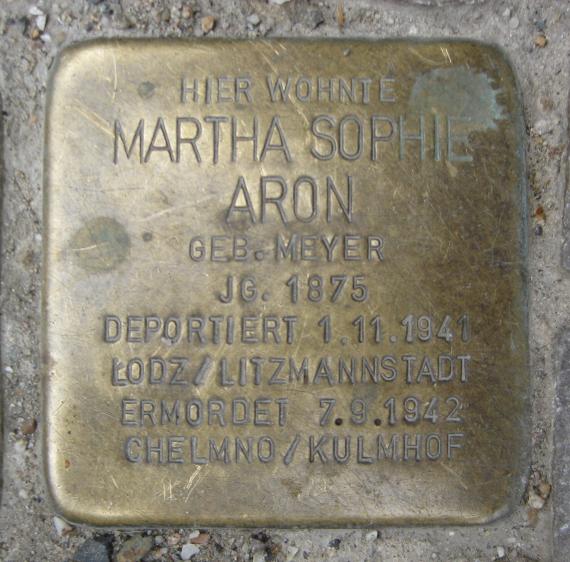 HIER WOHNTE
MARTHA SOPHIE
ARON
GEB. MEYER
JG. 1875
DEPORTIERT 1.11.1941
ŁODZ/LITZMANNSTADT
ERMORDET 7.9.1942
CHELMNO/KULMHOF